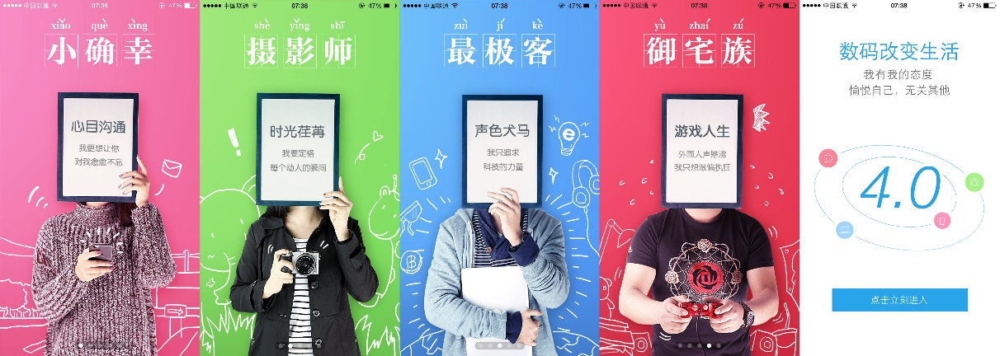 中国联通 07:38 47%
xiǎo què xìng
小确幸
心目沟通
我更想让你
对我念念不忘
中国联通 07:38 47%
shè yǐng shī
摄影师
时光荏苒
我要定格
每个动人的瞬间
中国联通 07:38 47%
zuì jí kè
最极客
声色犬马
我只追求
科技的力量
e
B
中国联通 07:38 47%
yù zhái zú
御宅族
游戏人生
外面人声鼎沸
我只想做偏执狂
中国联通 07:38 47%
数码改变生活
我有我的态度
愉悦自己，无关其他
4.0
点击立刻进入